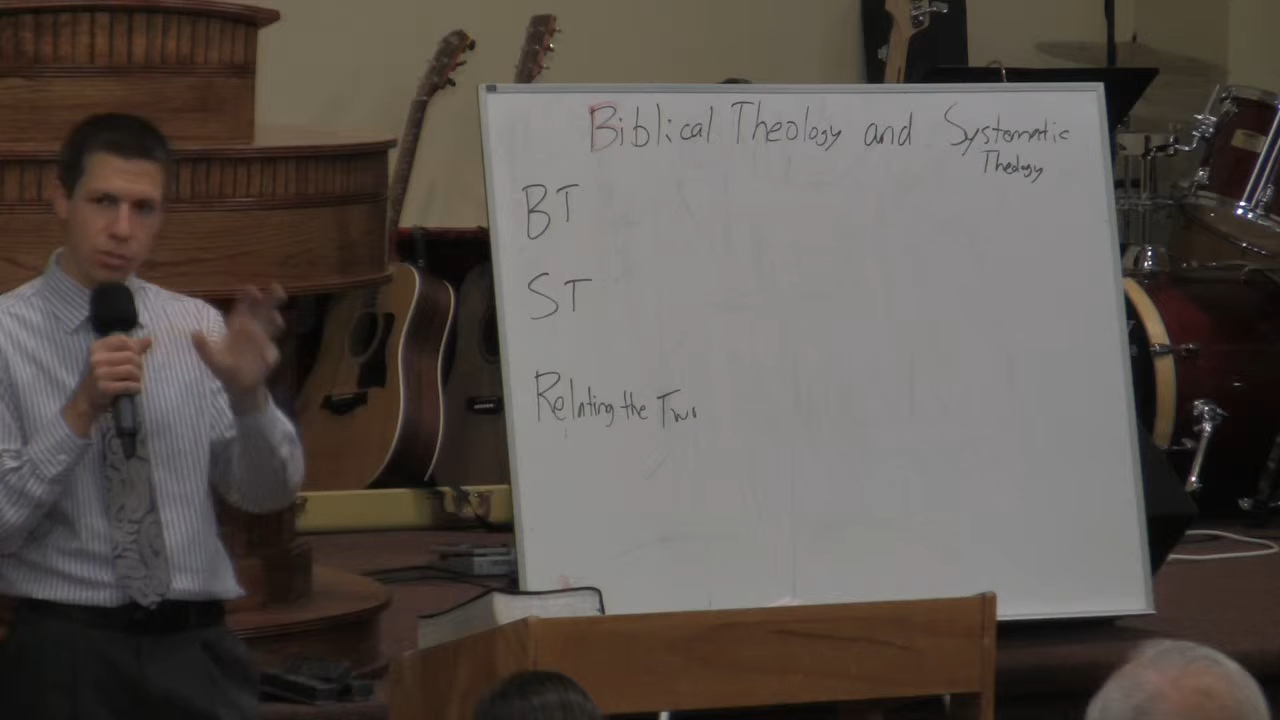 Biblical Theology and Systematic
Theology
BT
ST
Relating the Two